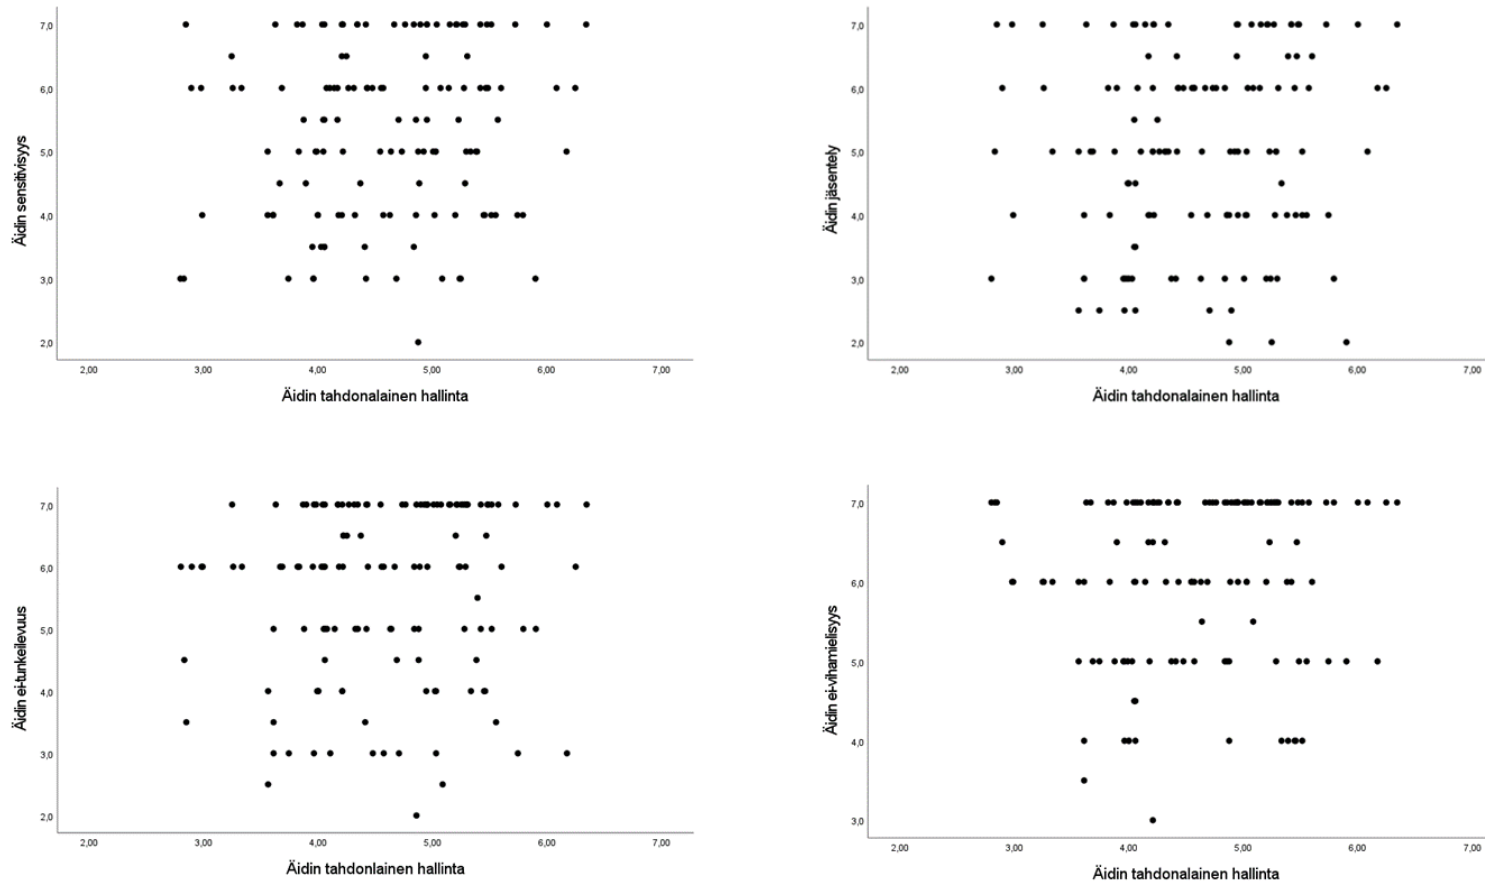 7,0
6,0
5,0
4,0
3,0
2,0
Äidin sensitiivisyys
2,00 3,00 4,00 5,00 6,00 7,00
Äidin tahdonalainen hallinta
7,0
6,0
5,0
4,0
3,0
2,0
Äidin jäsentely
2,00 3,00 4,00 5,00 6,00 7,00
Äidin tahdonalainen hallinta
7,0
6,0
5,0
4,0
3,0
2,0
Äidin ei-tunkeilevuus
2,00 3,00 4,00 5,00 6,00 7,00
Äidin tahdonlainen hallinta
7,0
6,0
5,0
4,0
3,0
Äidin ei-vihamielisyys
2,00 3,00 4,00 5,00 6,00 7,00
Äidin tahdonalainen hallinta